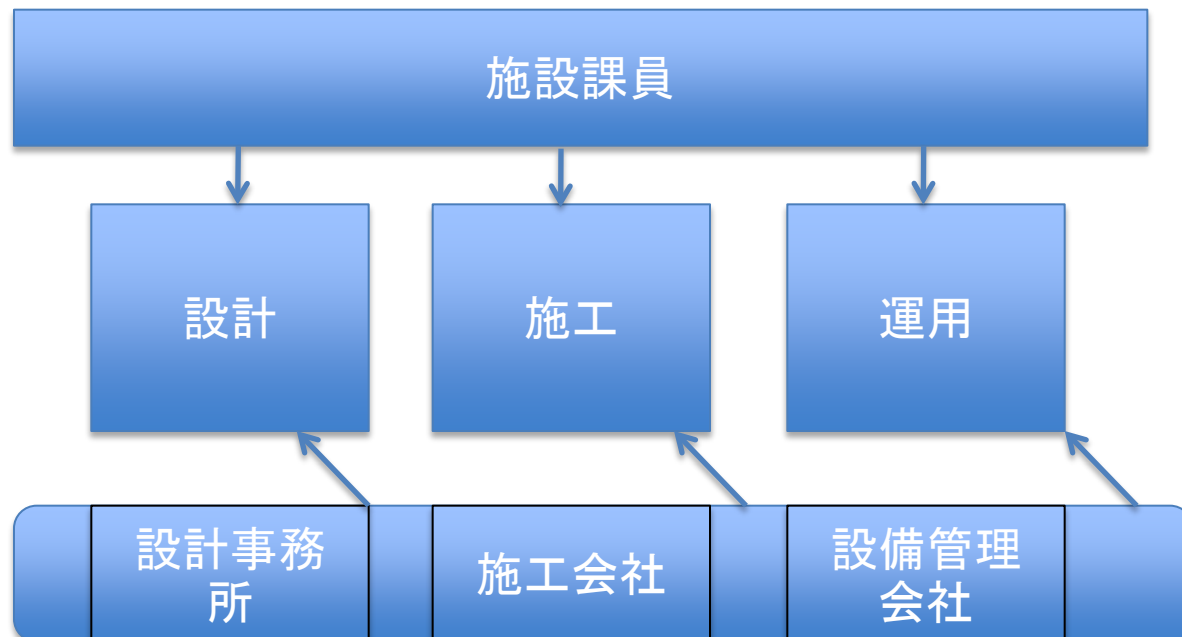 施設課員
設計
施工
運用
設計事務
所
施工会社
設備管理
会社